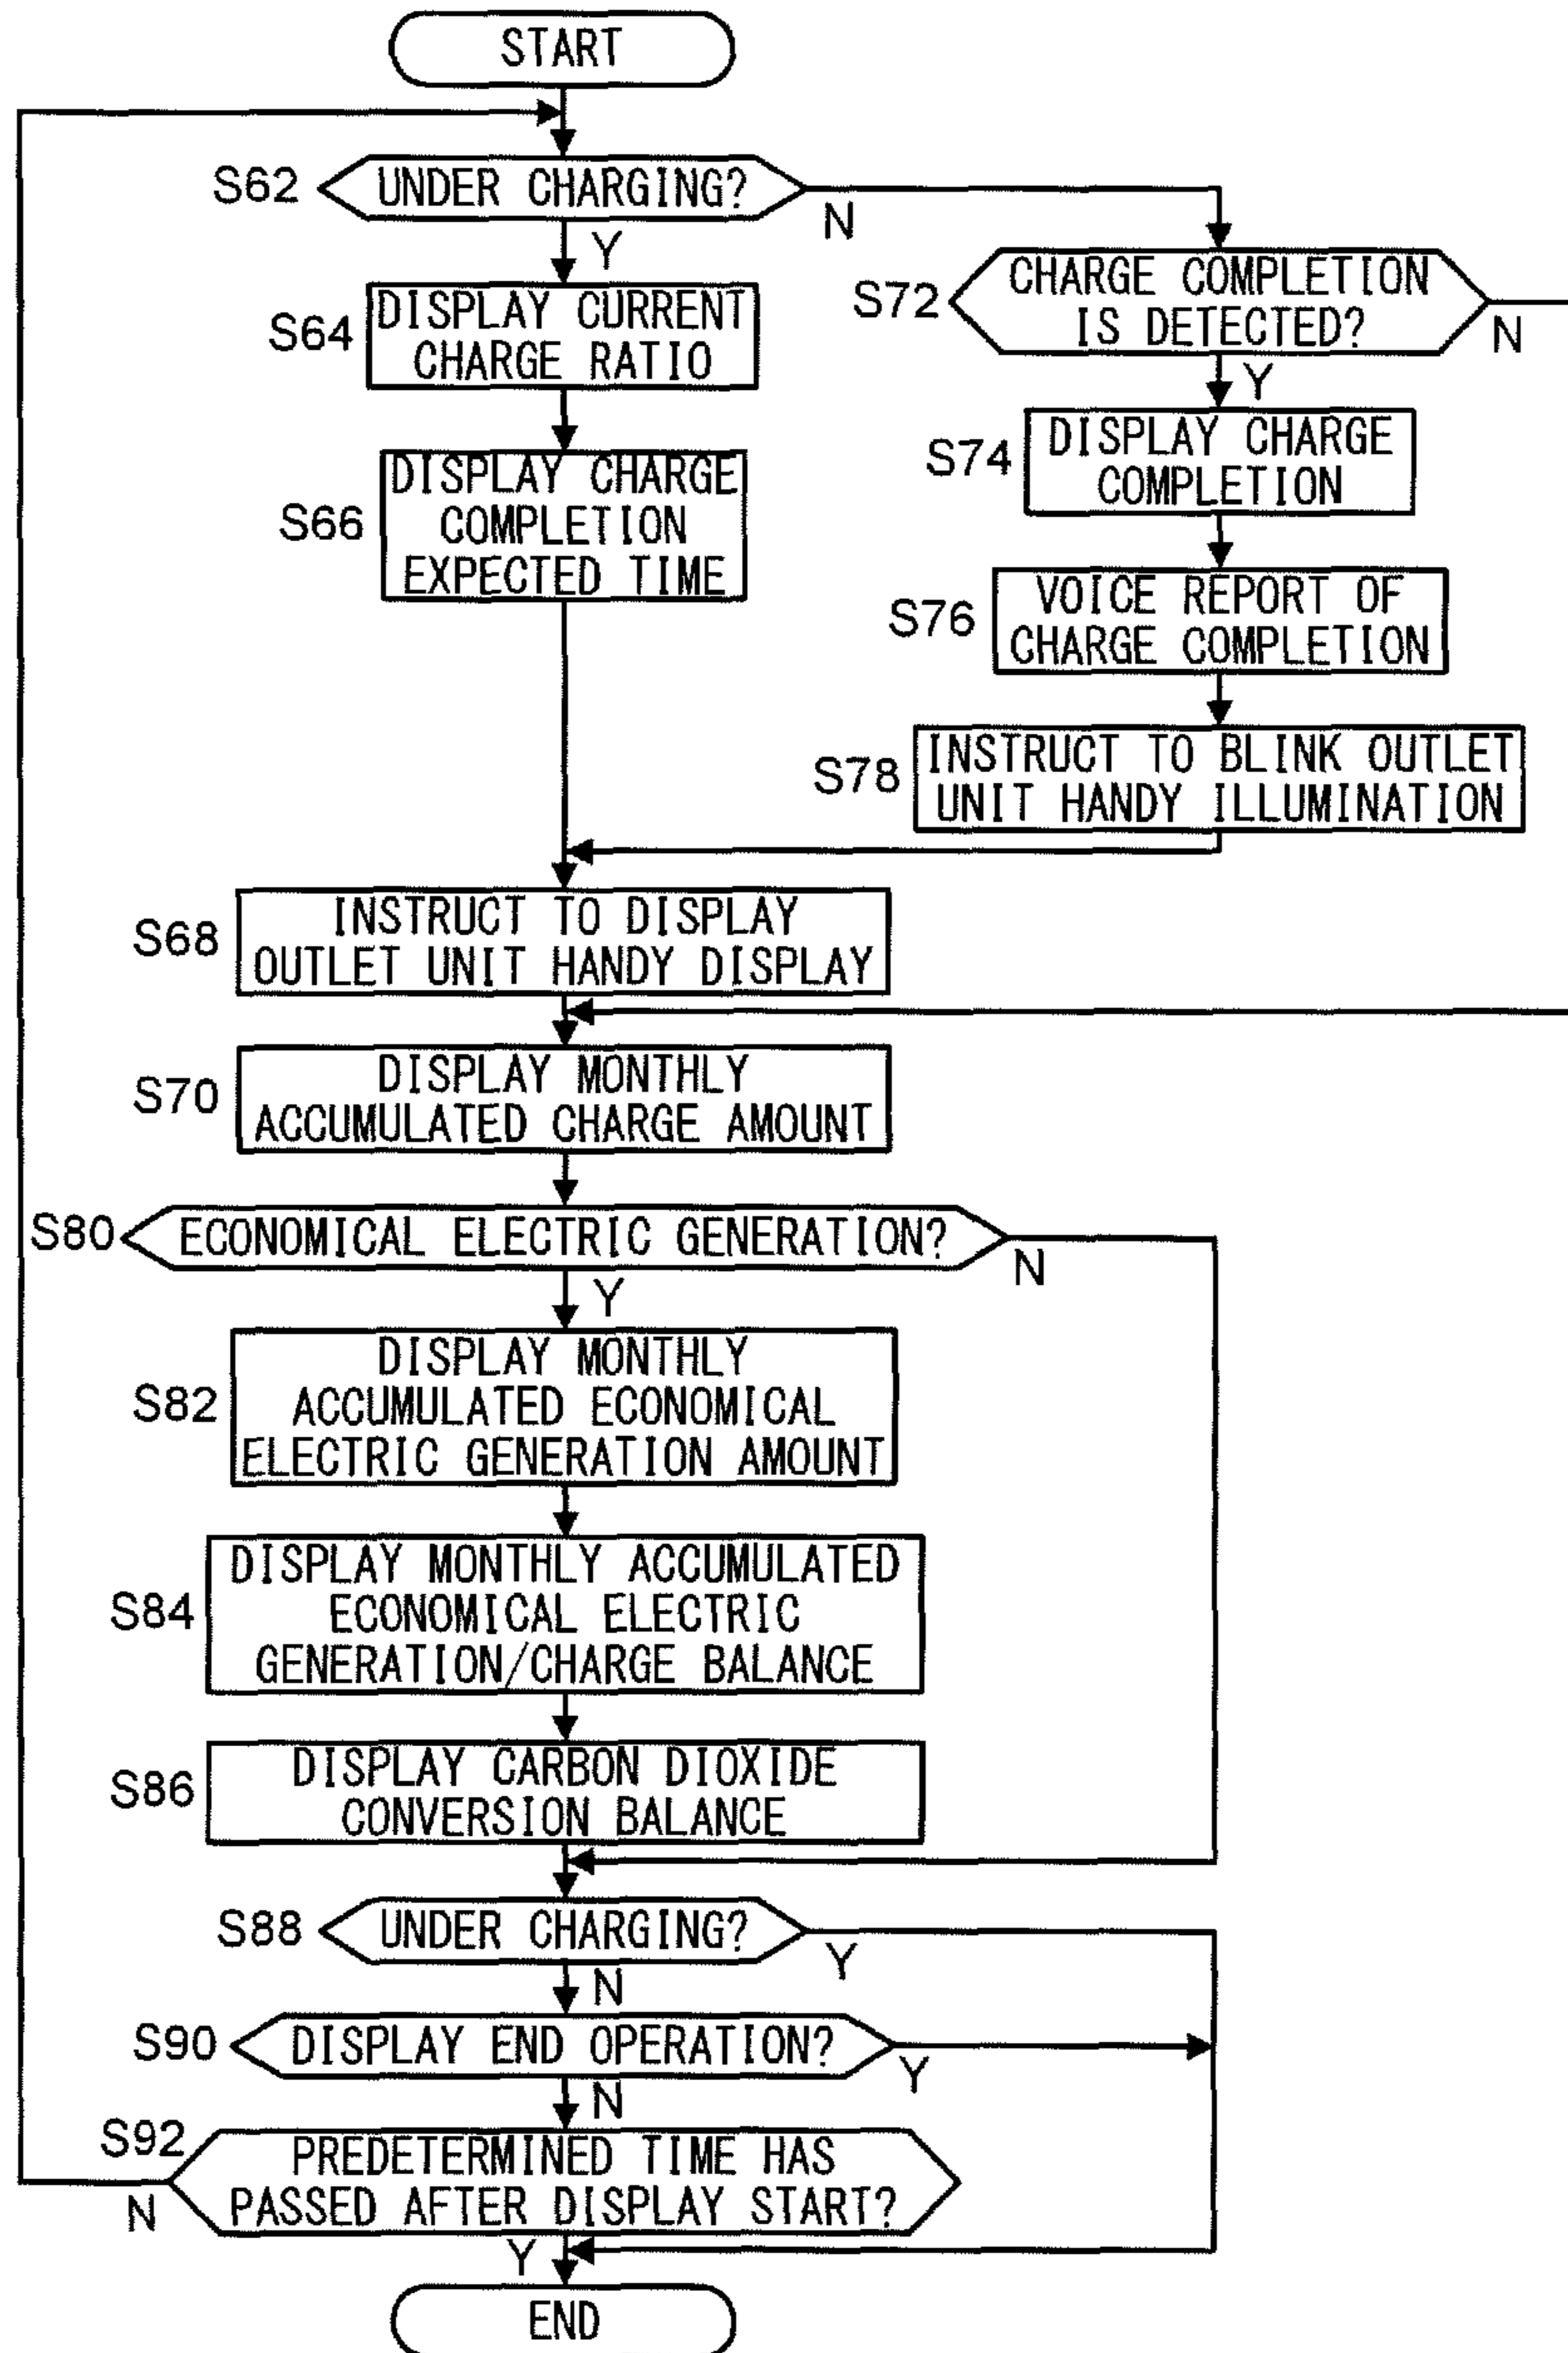 START
S62
UNDER CHARGING?
N
Y
S64
DISPLAY CURRENT
CHARGE RATIO
S66
DISPLAY CHARGE
COMPLETION
EXPECTED TIME
S72
CHARGE COMPLETION
IS DETECTED?
N
Y
S74
DISPLAY CHARGE
COMPLETION
S76
VOICE REPORT OF
CHARGE COMPLETION
S78
INSTRUCT TO BLINK OUTLET
UNIT HANDY ILLUMINATION
S68
INSTRUCT TO DISPLAY
OUTLET UNIT HANDY DISPLAY
S70
DISPLAY MONTHLY
ACCUMULATED CHARGE AMOUNT
S80
ECONOMICAL ELECTRIC GENERATION?
N
Y
S82
DISPLAY MONTHLY
ACCUMULATED ECONOMICAL
ELECTRIC GENERATION AMOUNT
S84
DISPLAY MONTHLY ACCUMULATED
ECONOMICAL ELECTRIC
GENERATION/CHARGE BALANCE
S86
DISPLAY CARBON DIOXIDE
CONVERSION BALANCE
S88
UNDER CHARGING?
Y
N
S90
DISPLAY END OPERATION?
Y
N
S92
PREDETERMINED TIME HAS
PASSED AFTER DISPLAY START?
N
Y
END